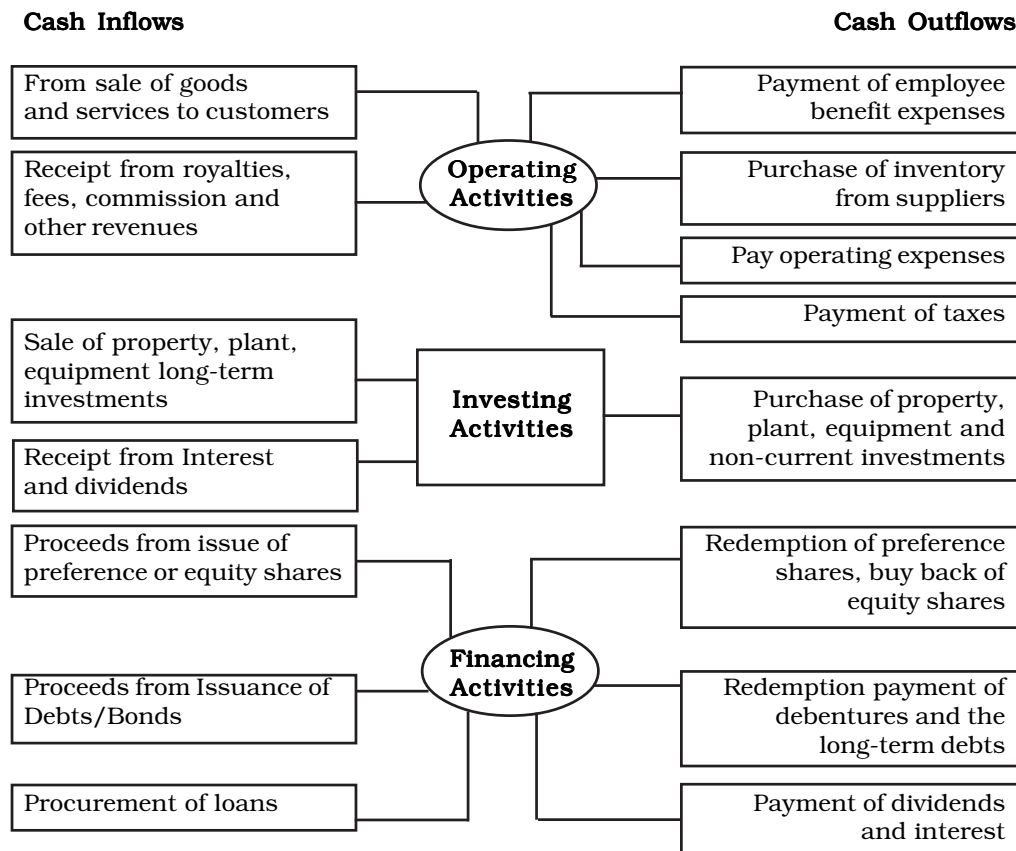 Cash Inflows
Cash Outflows
From sale of goods
and services to customers
Receipt from royalties,
fees, commission and
other revenues
Operating
Activities
Payment of employee
benefit expenses
Purchase of inventory
from suppliers
Pay operating expenses
Payment of taxes
Sale of property, plant,
equipment long-term
investments
Receipt from Interest
and dividends
Investing
Activities
Purchase of property,
plant, equipment and
non-current investments
Proceeds from issue of
preference or equity shares
Proceeds from Issuance of
Debts/Bonds
Procurement of loans
Financing
Activities
Redemption of preference
shares, buy back of
equity shares
Redemption payment of
debentures and the
long-term debts
Payment of dividends
and interest